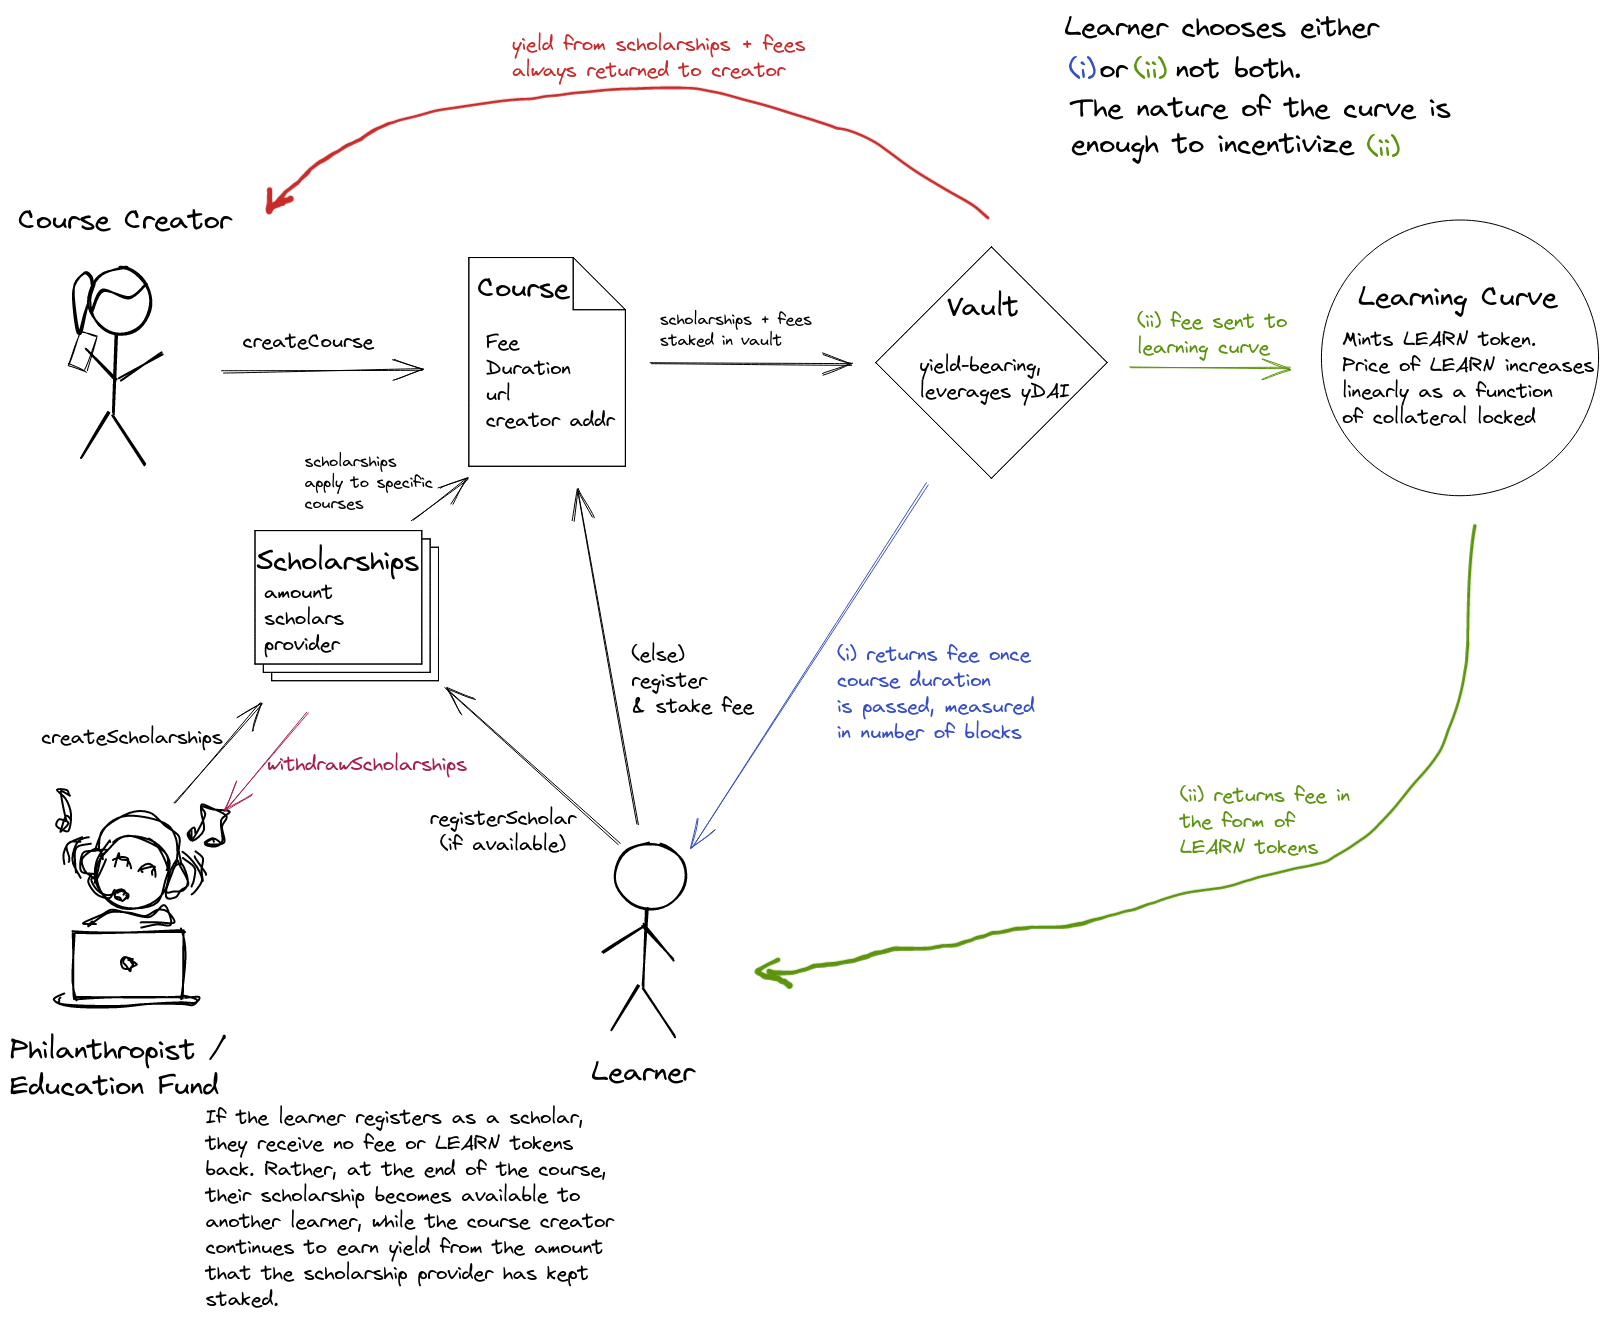 yield from scholarships + fees
always returned to creator
Learner chooses either
(i) or (ii) not both.
The nature of the curve is
enough to incentivize (ii)
Course Creator
createCourse
Course
Fee
Duration
url
creator addr
scholarships + fees
staked in vault
Vault
yield-bearing,
leverages yDAI
(ii) fee sent to
learning curve
Learning Curve
Mints LEARN token.
Price of LEARN increases
linearly as a function
of collateral locked
scholarships
apply to specific
courses
Scholarships
amount
scholars
provider
(else)
register
& stake fee
(i) returns fee once
course duration
is passed, measured
in number of blocks
createScholarships
withdrawScholarships
registerScholar
(if available)
(ii) returns fee in
the form of
LEARN tokens
Philanthropist /
Education Fund
Learner
If the learner registers as a scholar,
they receive no fee or LEARN tokens
back. Rather, at the end of the course,
their scholarship becomes available to
another learner, while the course creator
continues to earn yield from the amount
that the scholarship provider has kept
staked.